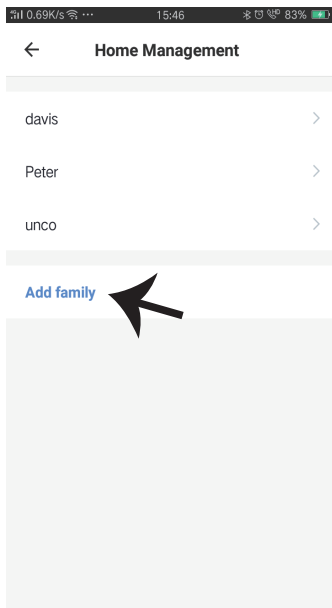 0.69K/s ··· 15:46 83%
Home Management
davis
Peter
unco
Add family